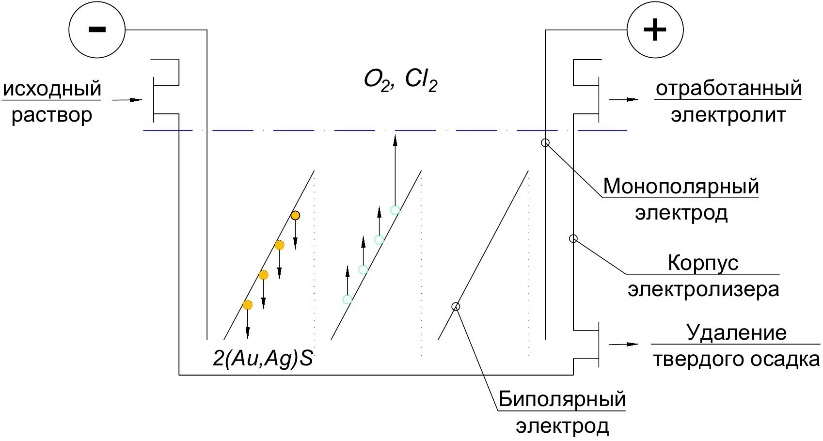 -
+
O2, Cl2
исходный
раствор
отработанный
электролит
Монополярный
электрод
Корпус
электролизера
Удаление
твердого осадка
2(Au,Ag)S
Биполярный
электрод